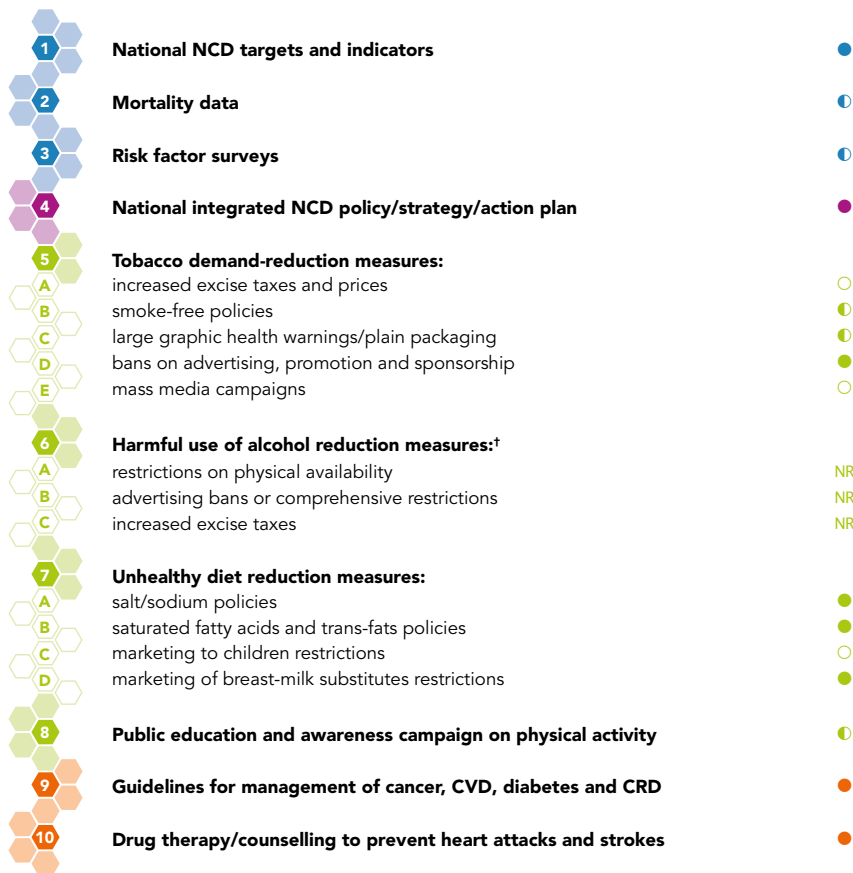 1 National NCD targets and indicators ●
2 Mortality data ◐
3 Risk factor surveys ◐
4 National integrated NCD policy/strategy/action plan ●
5 Tobacco demand-reduction measures:
A increased excise taxes and prices ○
B smoke-free policies ◐
C large graphic health warnings/plain packaging ◐
D bans on advertising, promotion and sponsorship ●
E mass media campaigns ○
6 Harmful use of alcohol reduction measures:†
A restrictions on physical availability NR
B advertising bans or comprehensive restrictions NR
C increased excise taxes NR
7 Unhealthy diet reduction measures:
A salt/sodium policies ●
B saturated fatty acids and trans-fats policies ●
C marketing to children restrictions ○
D marketing of breast-milk substitutes restrictions ●
8 Public education and awareness campaign on physical activity ◐
9 Guidelines for management of cancer, CVD, diabetes and CRD ●
10 Drug therapy/counselling to prevent heart attacks and strokes ●